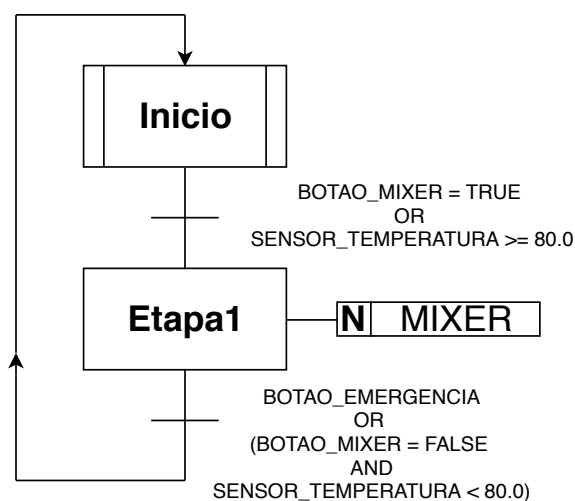 Inicio
BOTAO_MIXER = TRUE
OR
SENSOR_TEMPERATURA >= 80.0
Etapa1
N MIXER
BOTAO_EMERGENCIA
OR
(BOTAO_MIXER = FALSE
AND
SENSOR_TEMPERATURA < 80.0)